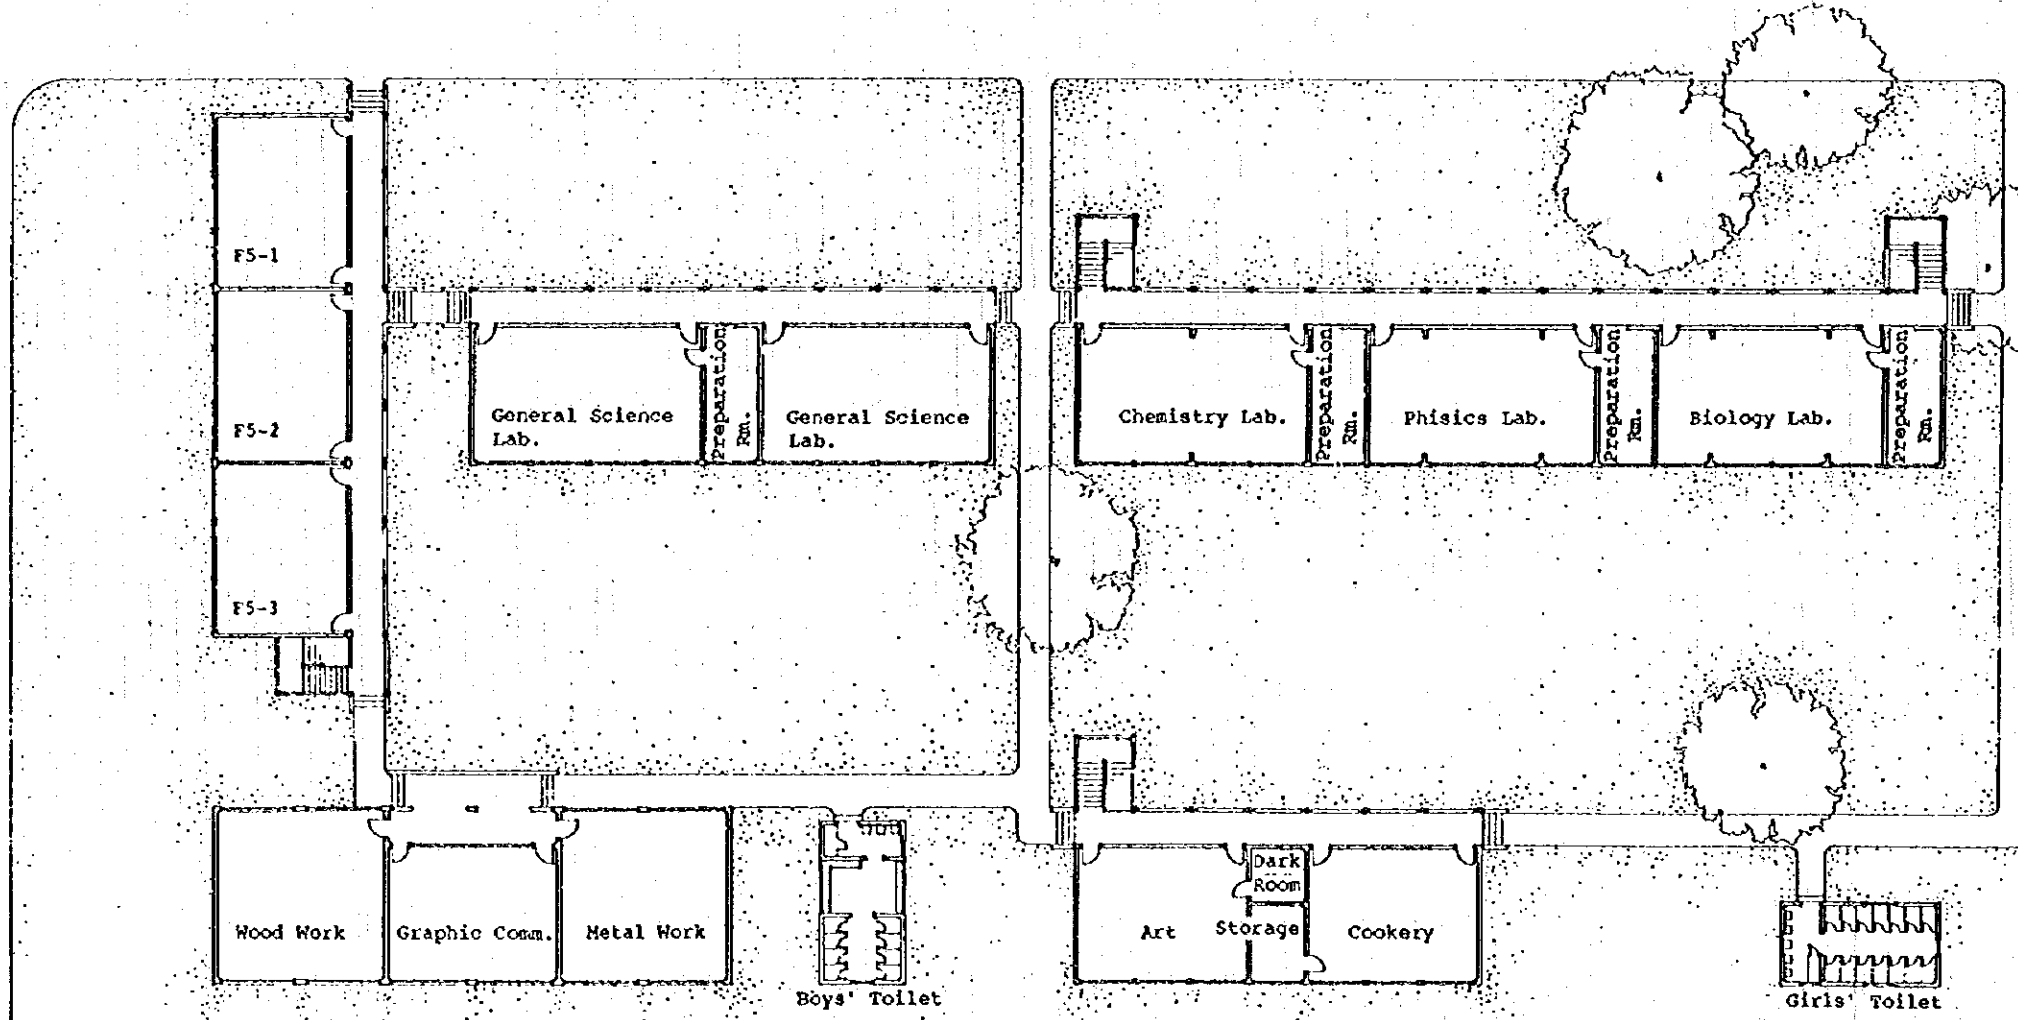 F5-1
F5-2
F5-3
General Science
Lab.
Preparation
Rm.
General Science
Lab.
Chemistry Lab.
Preparation
Rm.
Phisics Lab.
Preparation
Rm.
Biology Lab.
Preparation
Rm.
Wood Work
Graphic Comm.
Metal Work
Boys' Toilet
Art
Dark
Room
Storage
Cookery
Girls' Toilet